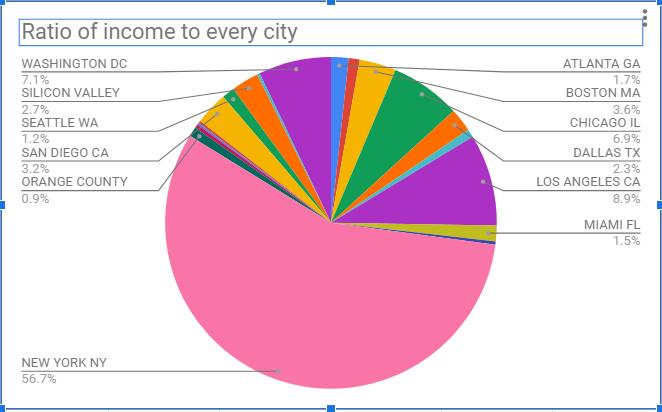 Ratio of income to every city
WASHINGTON DC
7.1%
SILICON VALLEY
2.7%
SEATTLE WA
1.2%
SAN DIEGO CA
3.2%
ORANGE COUNTY
0.9%
NEW YORK NY
56.7%
ATLANTA GA
1.7%
BOSTON MA
3.6%
CHICAGO IL
6.9%
DALLAS TX
2.3%
LOS ANGELES CA
8.9%
MIAMI FL
1.5%